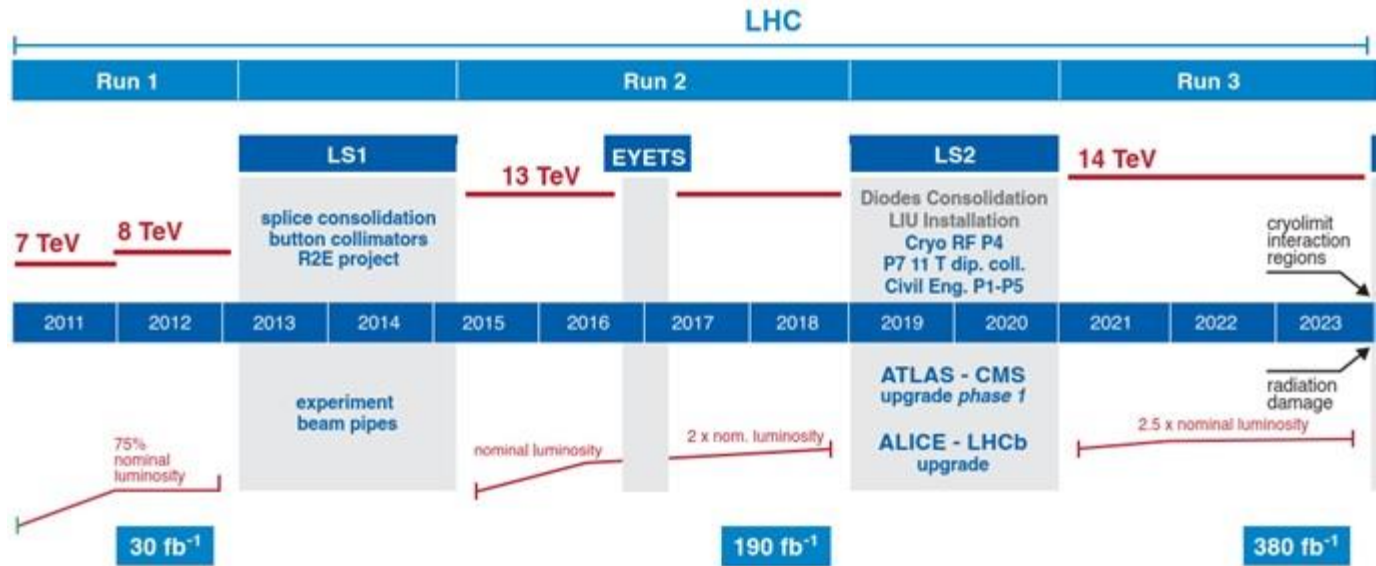 LHC
Run 1
Run 2
Run 3
LS1
EYETS
LS2
7 TeV
8 TeV
13 TeV
14 TeV
splice consolidation
button collimators
R2E project
Diodes Consolidation
LIU Installation
Cryo RF P4
P7 11 T dip. coll.
Civil Eng. P1-P5
cryolimit
interaction
regions
2011
2012
2013
2014
2015
2016
2017
2018
2019
2020
2021
2022
2023
experiment
beam pipes
ATLAS - CMS
upgrade phase 1
ALICE - LHCb
upgrade
radiation
damage
75%
nominal
luminosity
nominal luminosity
2 x nom. luminosity
2.5 x nominal luminosity
30 fb⁻¹
190 fb⁻¹
380 fb⁻¹